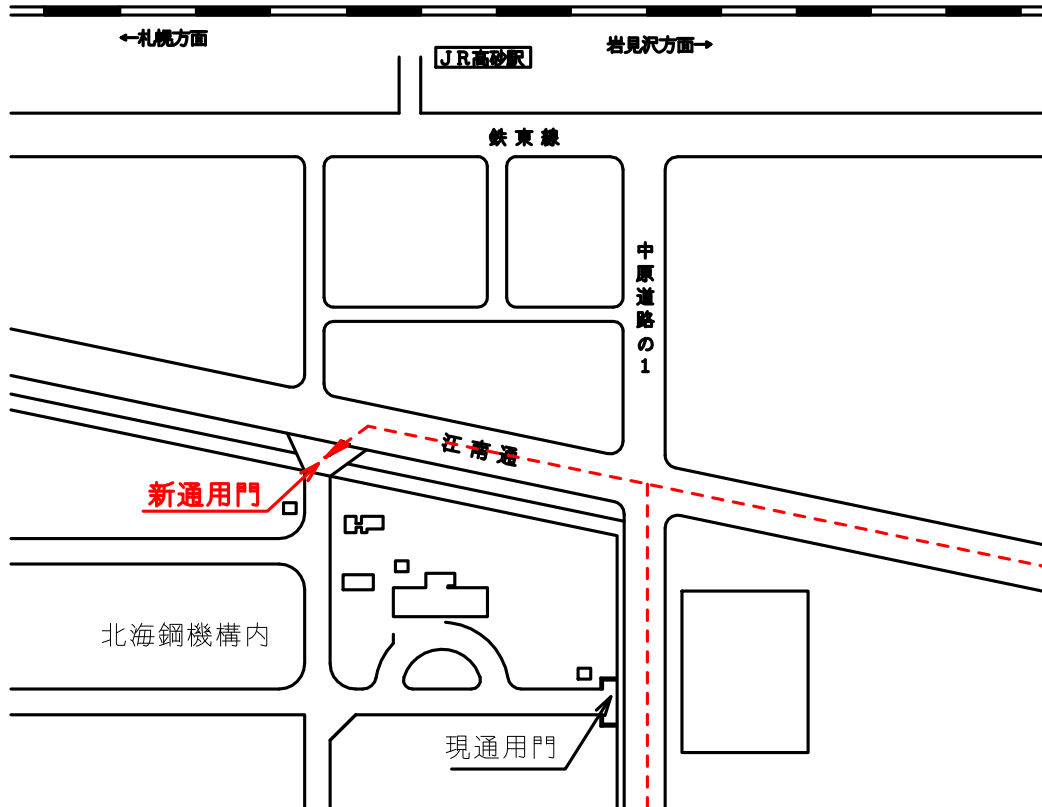 ←札幌方面
JR高砂駅
岩見沢方面→
鉄東線
中原道路の1
江南通
新通用門
北海鋼機構内
現通用門